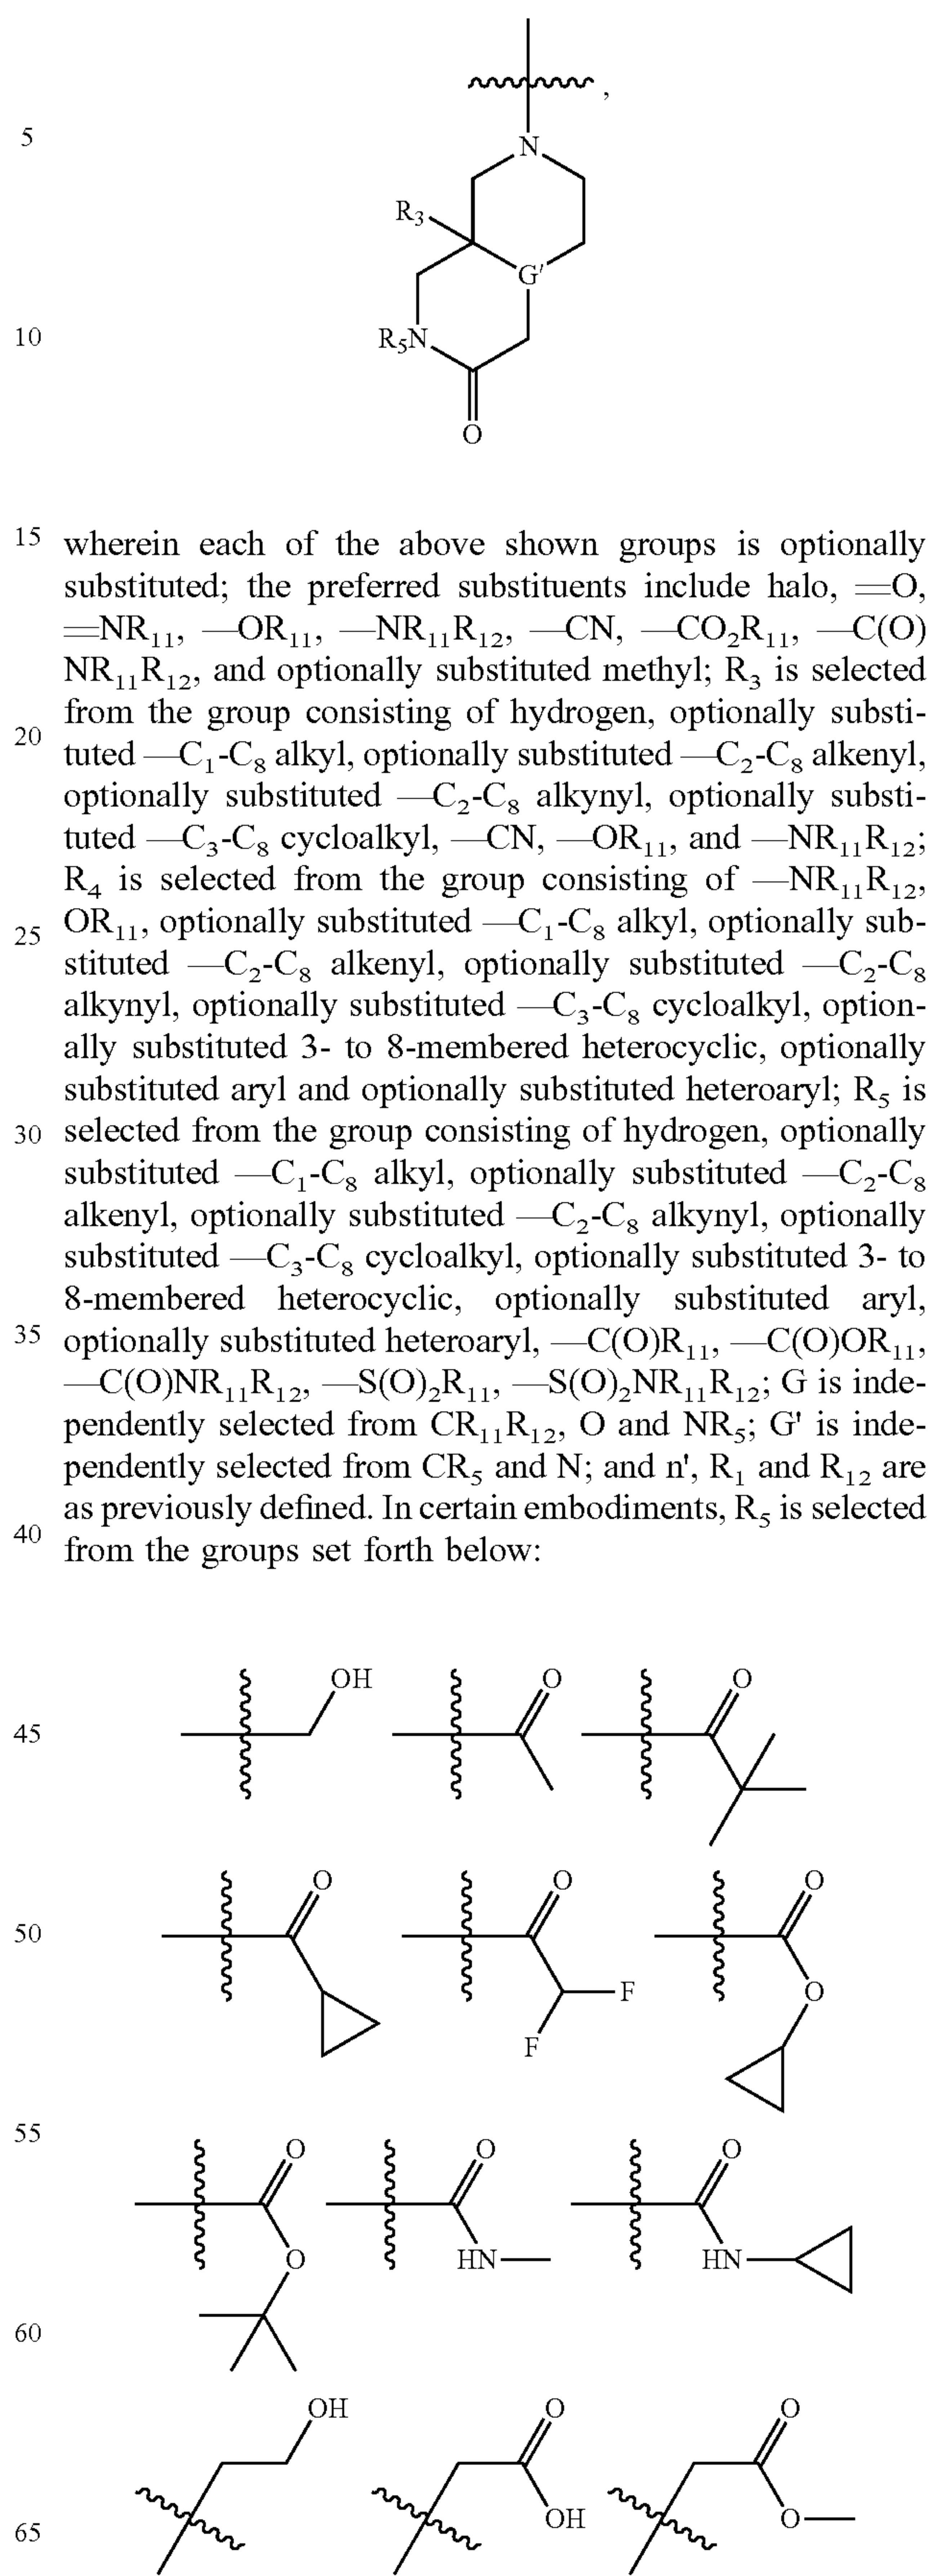 ,
5
N
R₃
G'
10
R₅N
O
15 wherein each of the above shown groups is optionally
substituted; the preferred substituents include halo, ═O,
═NR₁₁, —OR₁₁, —NR₁₁R₁₂, —CN, —CO₂R₁₁, —C(O)
NR₁₁R₁₂, and optionally substituted methyl; R₃ is selected
from the group consisting of hydrogen, optionally substi-
20
tuted —C₁-C₈ alkyl, optionally substituted —C₂-C₈ alkenyl,
optionally substituted —C₂-C₈ alkynyl, optionally substi-
tuted —C₃-C₈ cycloalkyl, —CN, —OR₁₁, and —NR₁₁R₁₂;
R₄ is selected from the group consisting of —NR₁₁R₁₂,
25 OR₁₁, optionally substituted —C₁-C₈ alkyl, optionally sub-
stituted —C₂-C₈ alkenyl, optionally substituted —C₂-C₈
alkynyl, optionally substituted —C₃-C₈ cycloalkyl, option-
ally substituted 3- to 8-membered heterocyclic, optionally
substituted aryl and optionally substituted heteroaryl; R₅ is
30 selected from the group consisting of hydrogen, optionally
substituted —C₁-C₈ alkyl, optionally substituted —C₂-C₈
alkenyl, optionally substituted —C₂-C₈ alkynyl, optionally
substituted —C₃-C₈ cycloalkyl, optionally substituted 3- to
8-membered heterocyclic, optionally substituted aryl,
35 optionally substituted heteroaryl, —C(O)R₁₁, —C(O)OR₁₁,
—C(O)NR₁₁R₁₂, —S(O)₂R₁₁, —S(O)₂NR₁₁R₁₂; G is inde-
pendently selected from CR₁₁R₁₂, O and NR₅; G' is inde-
pendently selected from CR₅ and N; and n', R₁ and R₁₂ are
as previously defined. In certain embodiments, R₅ is selected
40 from the groups set forth below:
OH O O
45
O O O
50
O
F
F
55
O O O
O HN HN
60
OH O O
OH O
65